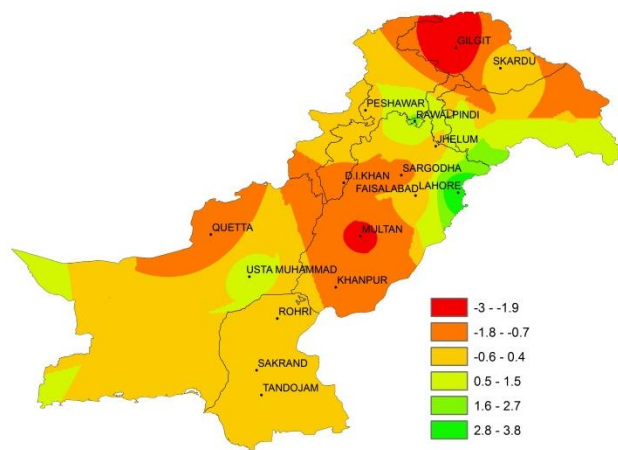 GILGIT
SKARDU
PESHAWAR
RAWALPINDI
JHELUM
SARGODHA
D.I.KHAN
FAISALABAD
LAHORE
QUETTA
MULTAN
USTA MUHAMMAD
KHANPUR
ROHRI
SAKRAND
TANDOJAM
-3 - -1.9
-1.8 - -0.7
-0.6 - 0.4
0.5 - 1.5
1.6 - 2.7
2.8 - 3.8